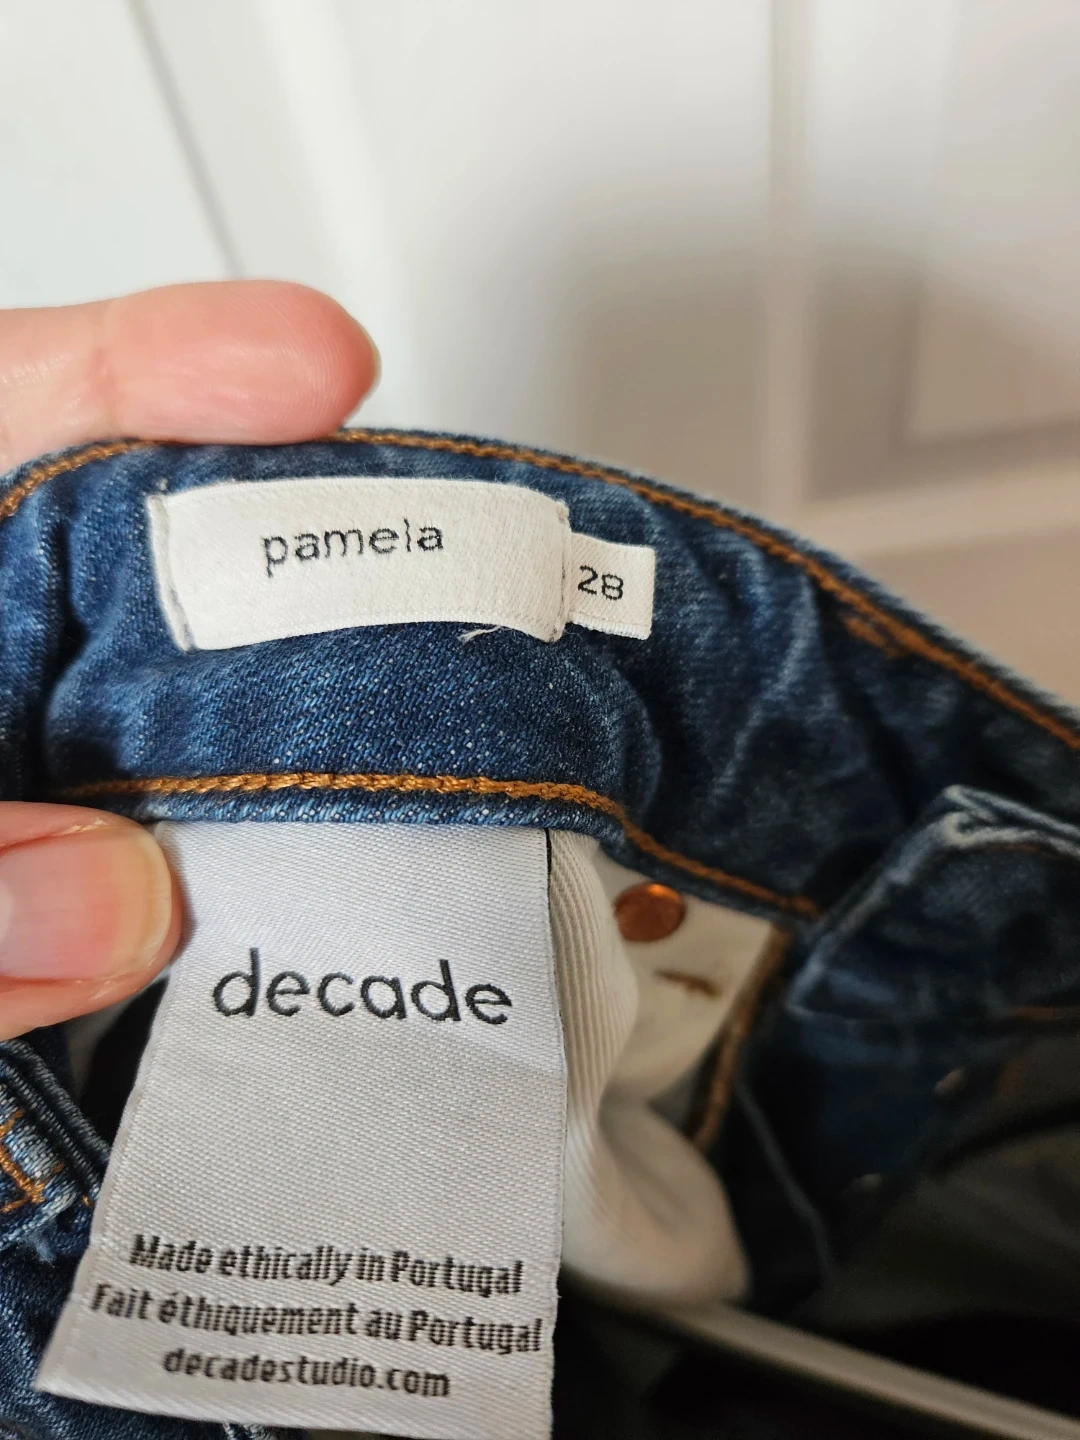 pamela
28
decade
Made ethically in Portugal
Fait éthiquement au Portugal
decadestudio.com